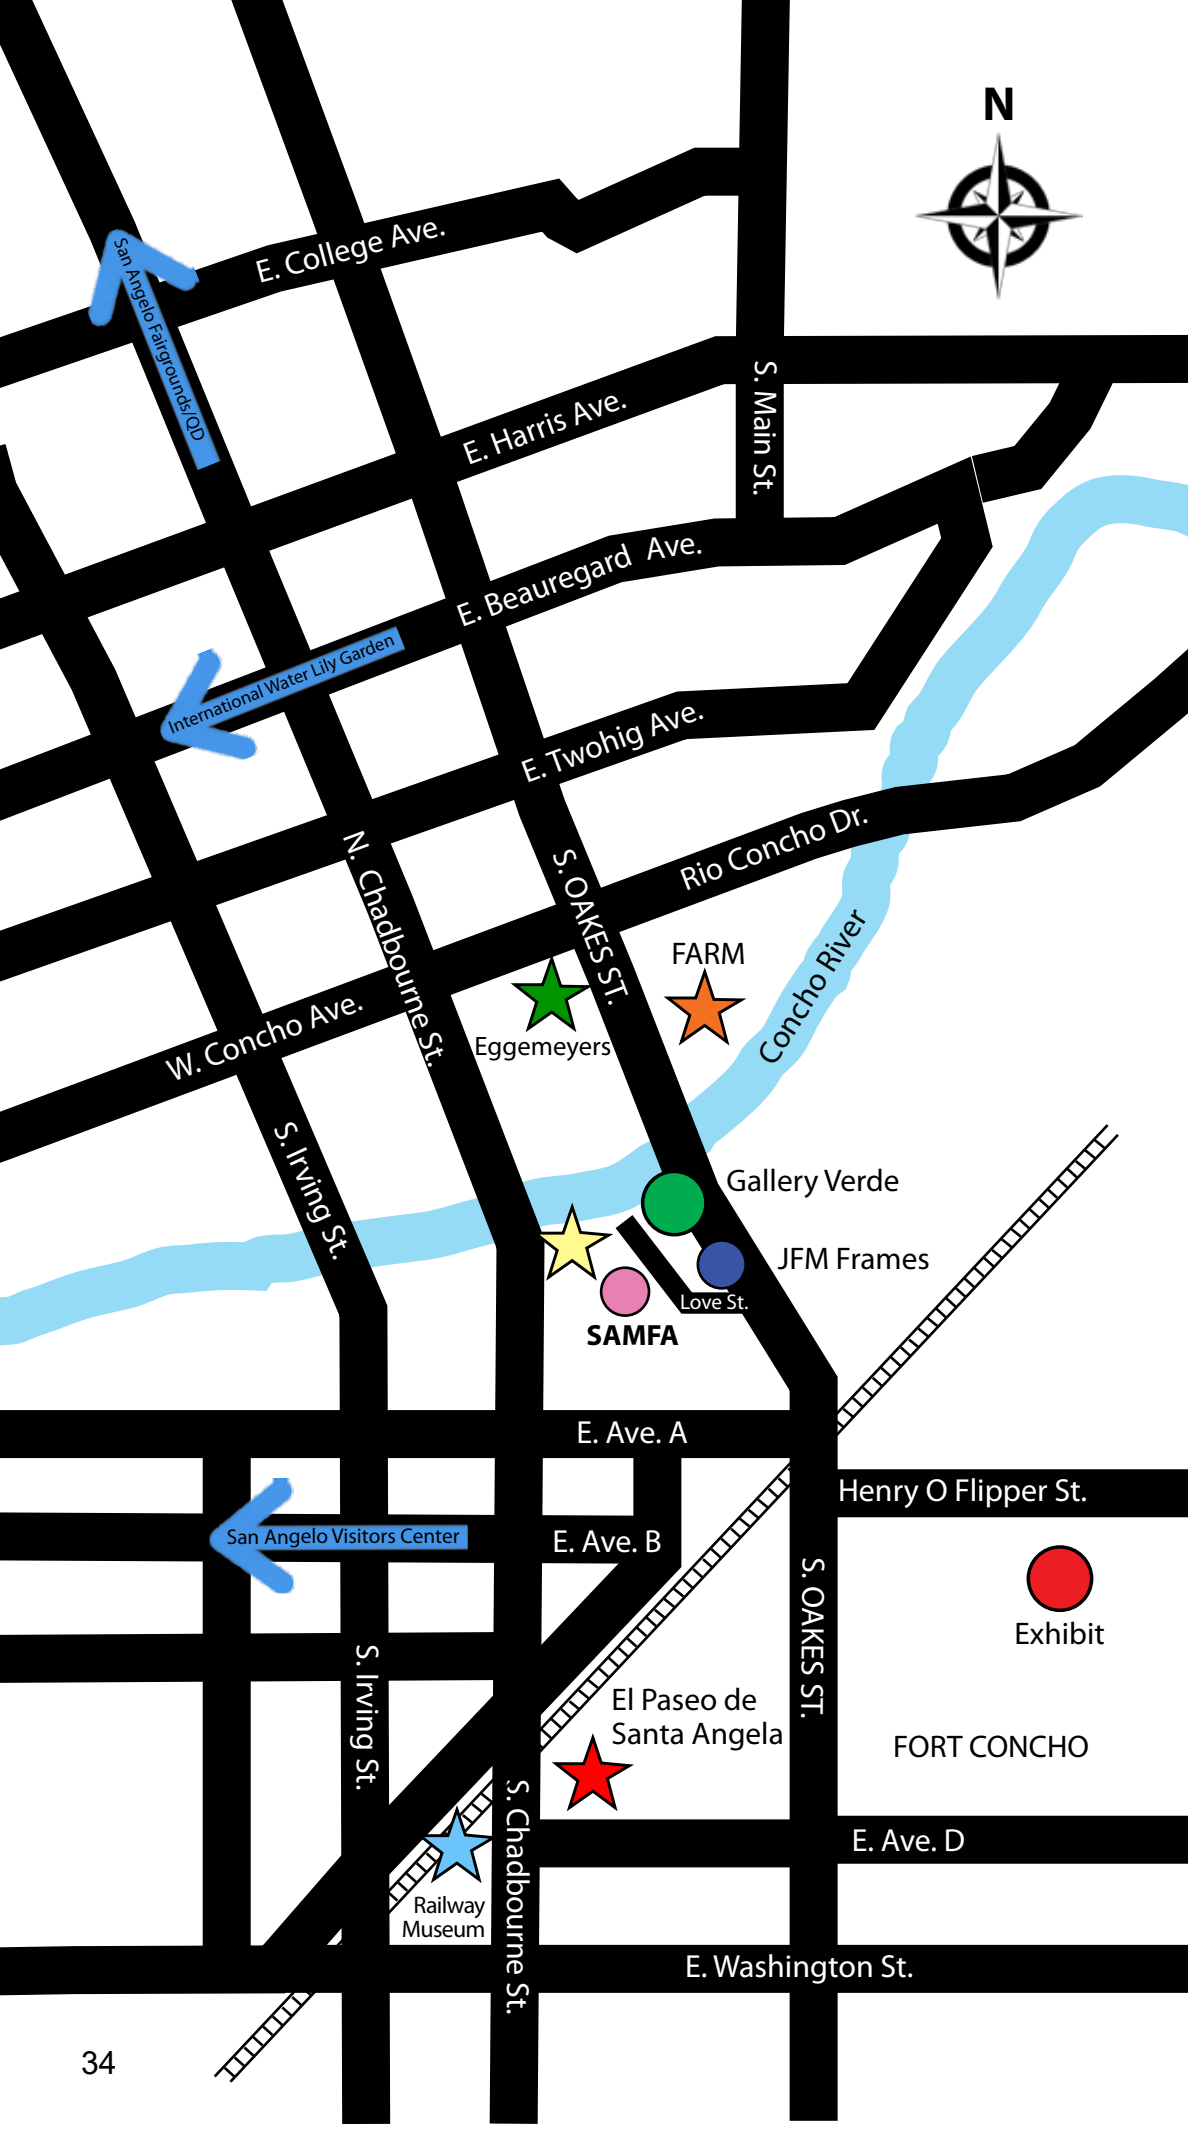 N
San Angelo Fairgrounds/QD
E. College Ave.
S. Main St.
E. Harris Ave.
E. Beauregard Ave.
International Water Lily Garden
E. Twohig Ave.
Rio Concho Dr.
N. Chadbourne St.
S. OAKES ST.
FARM
Concho River
W. Concho Ave.
Eggemeyers
S. Irving St.
Gallery Verde
JFM Frames
Love St.
SAMFA
E. Ave. A
Henry O Flipper St.
San Angelo Visitors Center
E. Ave. B
S. OAKES ST.
Exhibit
S. Irving St.
El Paseo de
Santa Angela
FORT CONCHO
S. Chadbourne St.
E. Ave. D
Railway
Museum
E. Washington St.
34